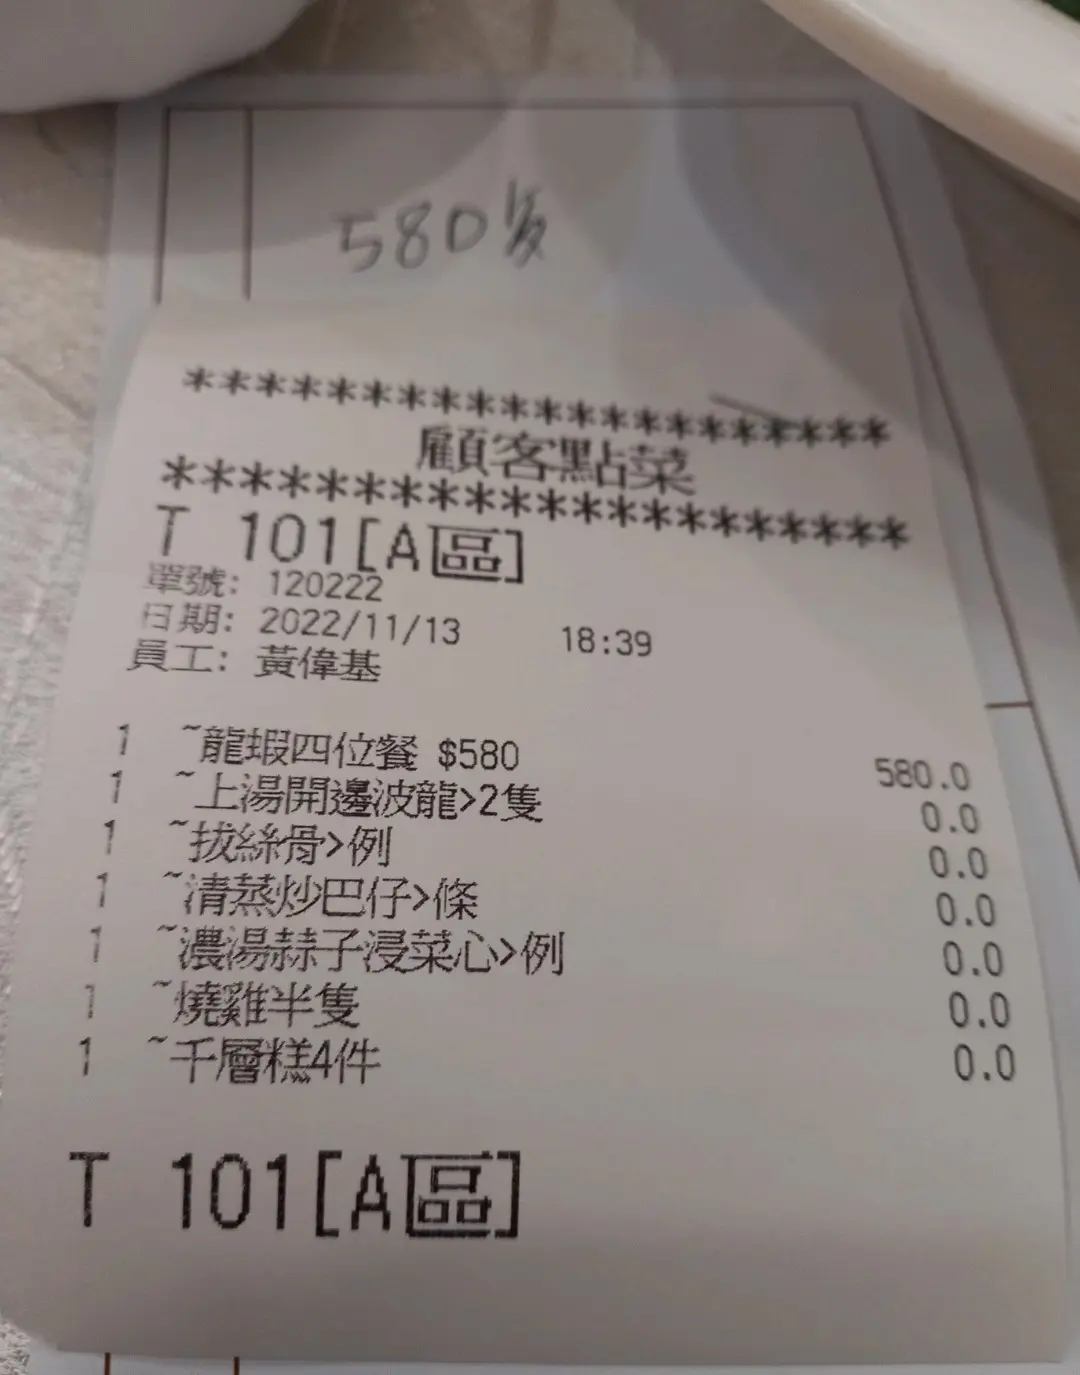 580
********************
顧客點菜
********************
T 101[A區]
單號: 120222
日期: 2022/11/13 18:39
員工: 黃偉基
1 ~龍蝦四位餐 $580 580.0
1 ~上湯開邊波龍>2隻 0.0
1 ~拔絲骨>例 0.0
1 ~清蒸炒巴仔>條 0.0
1 ~濃湯蒜子浸菜心>例 0.0
1 ~燒雞半隻 0.0
1 ~千層糕4件 0.0
T 101[A區]